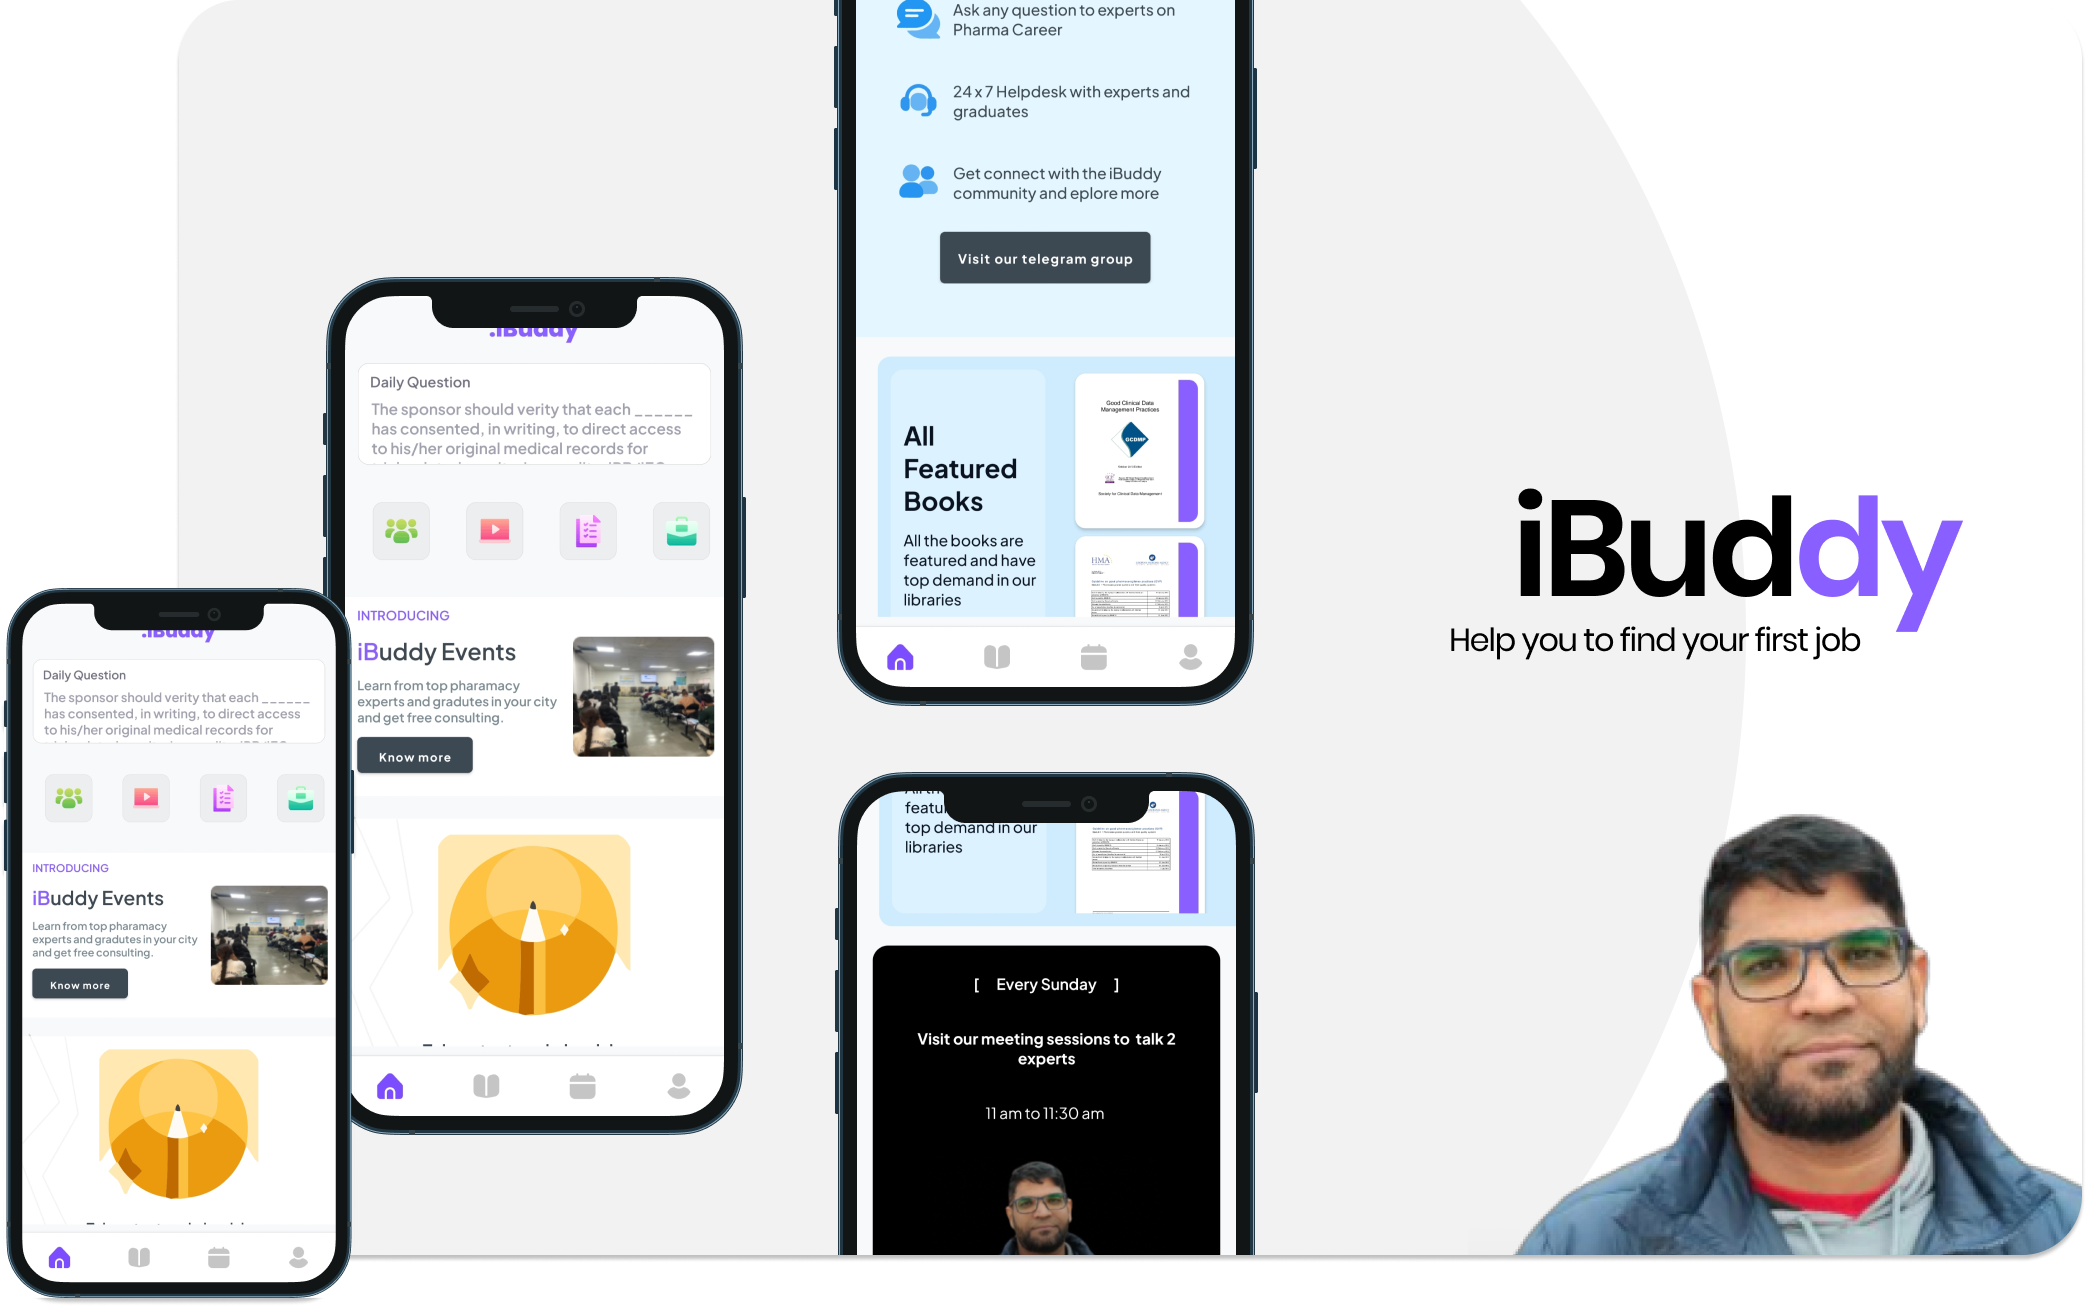 Ask any question to experts on
Pharma Career
24 x 7 Helpdesk with experts and
graduates
Get connect with the iBuddy
community and eplore more
Visit our telegram group
All
Featured
Books
All the books are
featured and have
top demand in our
libraries
Good Clinical Data
Management Practices
GCDMP
Society for Clinical Data Management
HMA
.iBuddy
Daily Question
The sponsor should verity that each ______
has consented, in writing, to direct access
to his/her original medical records for
INTRODUCING
iBuddy Events
Learn from top pharamacy
experts and gradutes in your city
and get free consulting.
Know more
.iBuddy
Daily Question
The sponsor should verity that each ______
has consented, in writing, to direct access
to his/her original medical records for
INTRODUCING
iBuddy Events
Learn from top pharamacy
experts and gradutes in your city
and get free consulting.
Know more
top demand in our
libraries
[ Every Sunday ]
Visit our meeting sessions to talk 2
experts
11 am to 11:30 am
iBuddy
Help you to find your first job